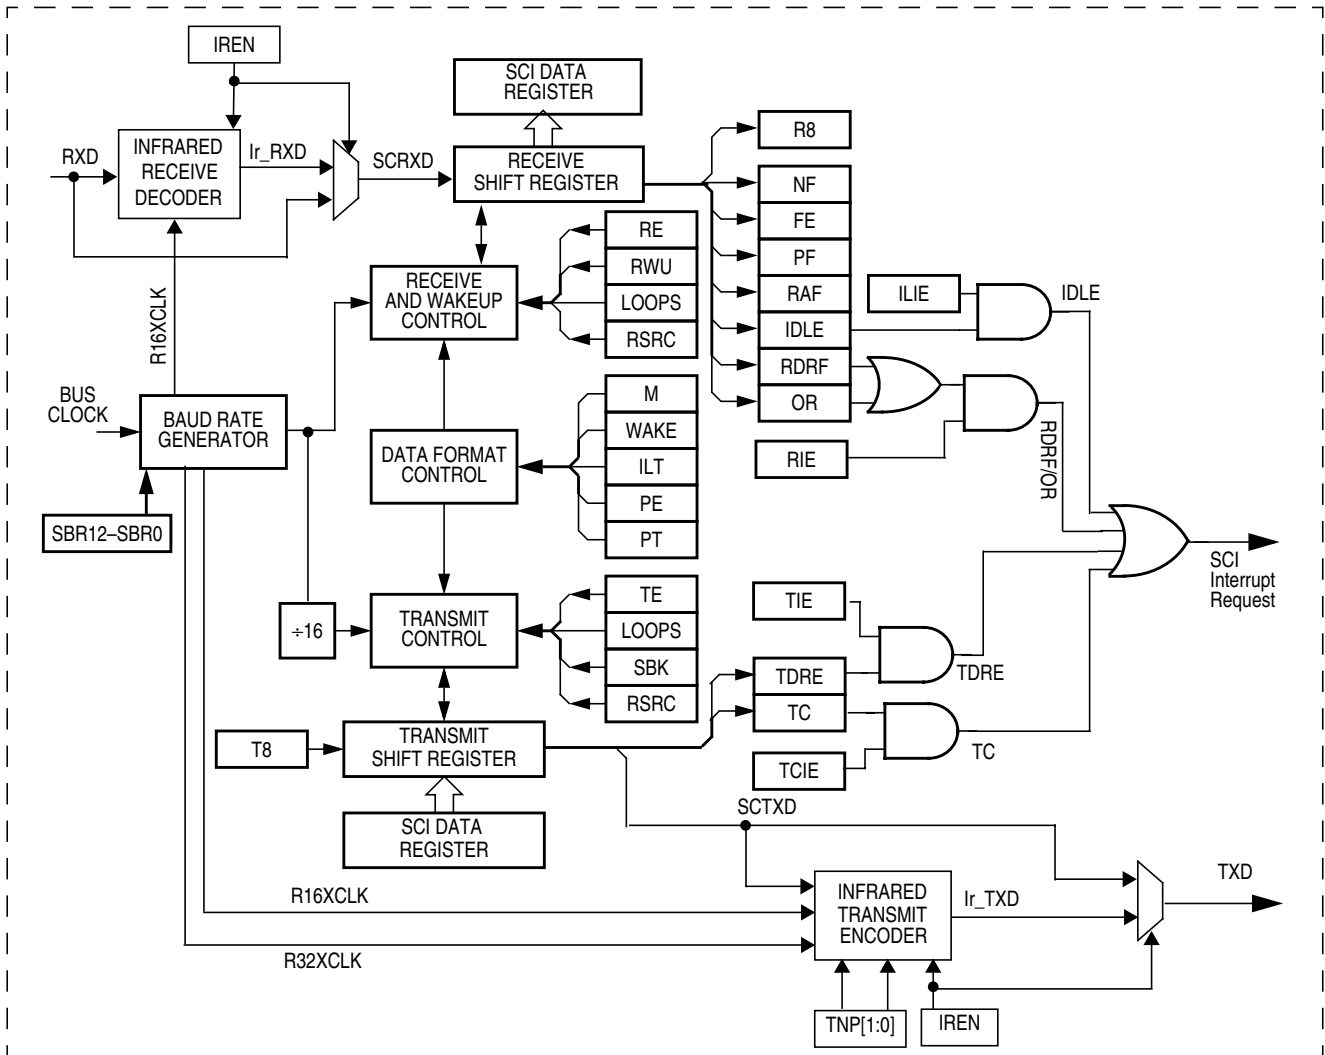 IREN
SCI DATA
REGISTER
RXD
INFRARED
RECEIVE
DECODER
Ir_RXD
SCRXD
RECEIVE
SHIFT REGISTER
R8
NF
FE
PF
RAF
IDLE
RDRF
OR
RE
RWU
LOOPS
RSRC
RECEIVE
AND WAKEUP
CONTROL
R16XCLK
ILIE
IDLE
RIE
RDRF/OR
BUS
CLOCK
BAUD RATE
GENERATOR
SBR12–SBR0
DATA FORMAT
CONTROL
M
WAKE
ILT
PE
PT
SCI
Interrupt
Request
÷16
TRANSMIT
CONTROL
TE
LOOPS
SBK
RSRC
TIE
TDRE
TC
TCIE
TDRE
TC
T8
TRANSMIT
SHIFT REGISTER
SCI DATA
REGISTER
SCTXD
R16XCLK
R32XCLK
INFRARED
TRANSMIT
ENCODER
Ir_TXD
TXD
TNP[1:0]
IREN